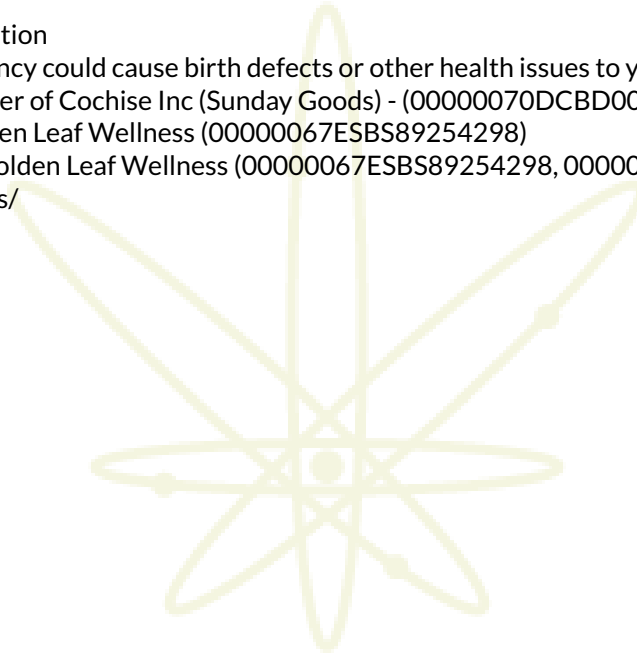 tion
ncy could cause birth defects or other health issues to y
er of Cochise Inc (Sunday Goods) - (00000070DCBD00
en Leaf Wellness (00000067ESBS89254298)
olden Leaf Wellness (00000067ESBS89254298, 00000
s/